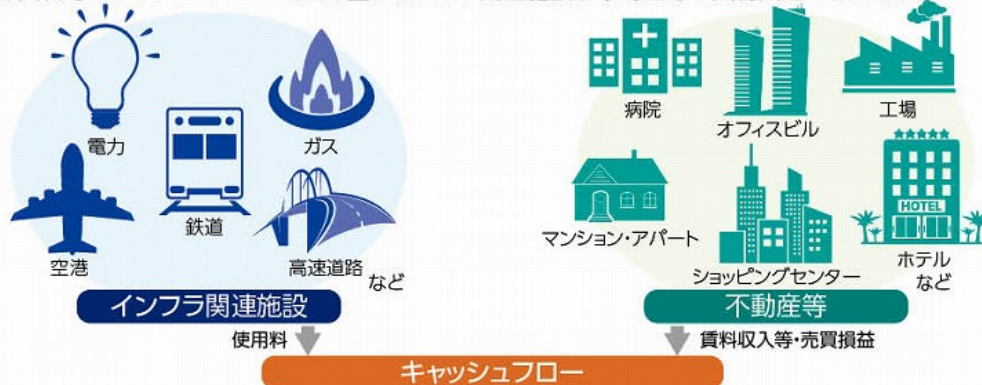 電力
ガス
鉄道
空港
高速道路
など
インフラ関連施設
使用料
病院
オフィスビル
工場
マンション・アパート
ショッピングセンター
HOTEL
ホテル
など
不動産等
賃料収入等・売買損益
キャッシュフロー